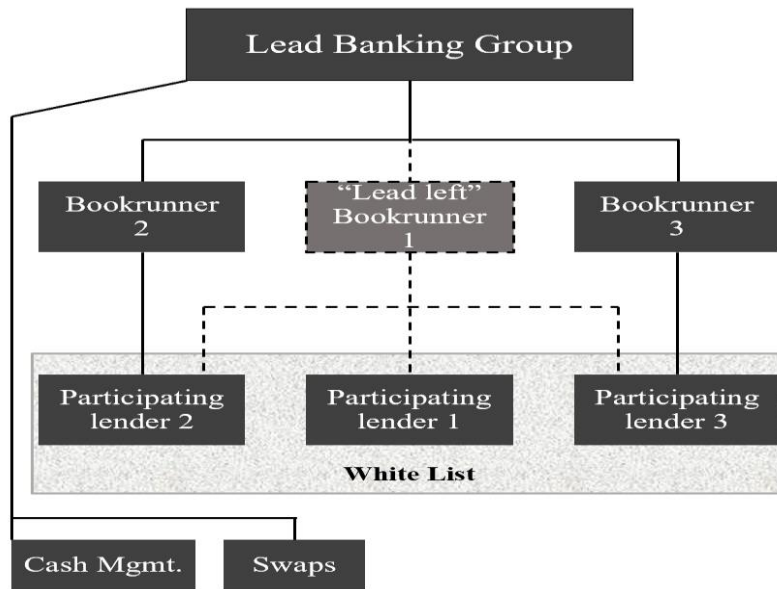 Lead Banking Group
Bookrunner
2
“Lead left”
Bookrunner
1
Bookrunner
3
Participating
lender 2
Participating
lender 1
Participating
lender 3
White List
Cash Mgmt.
Swaps